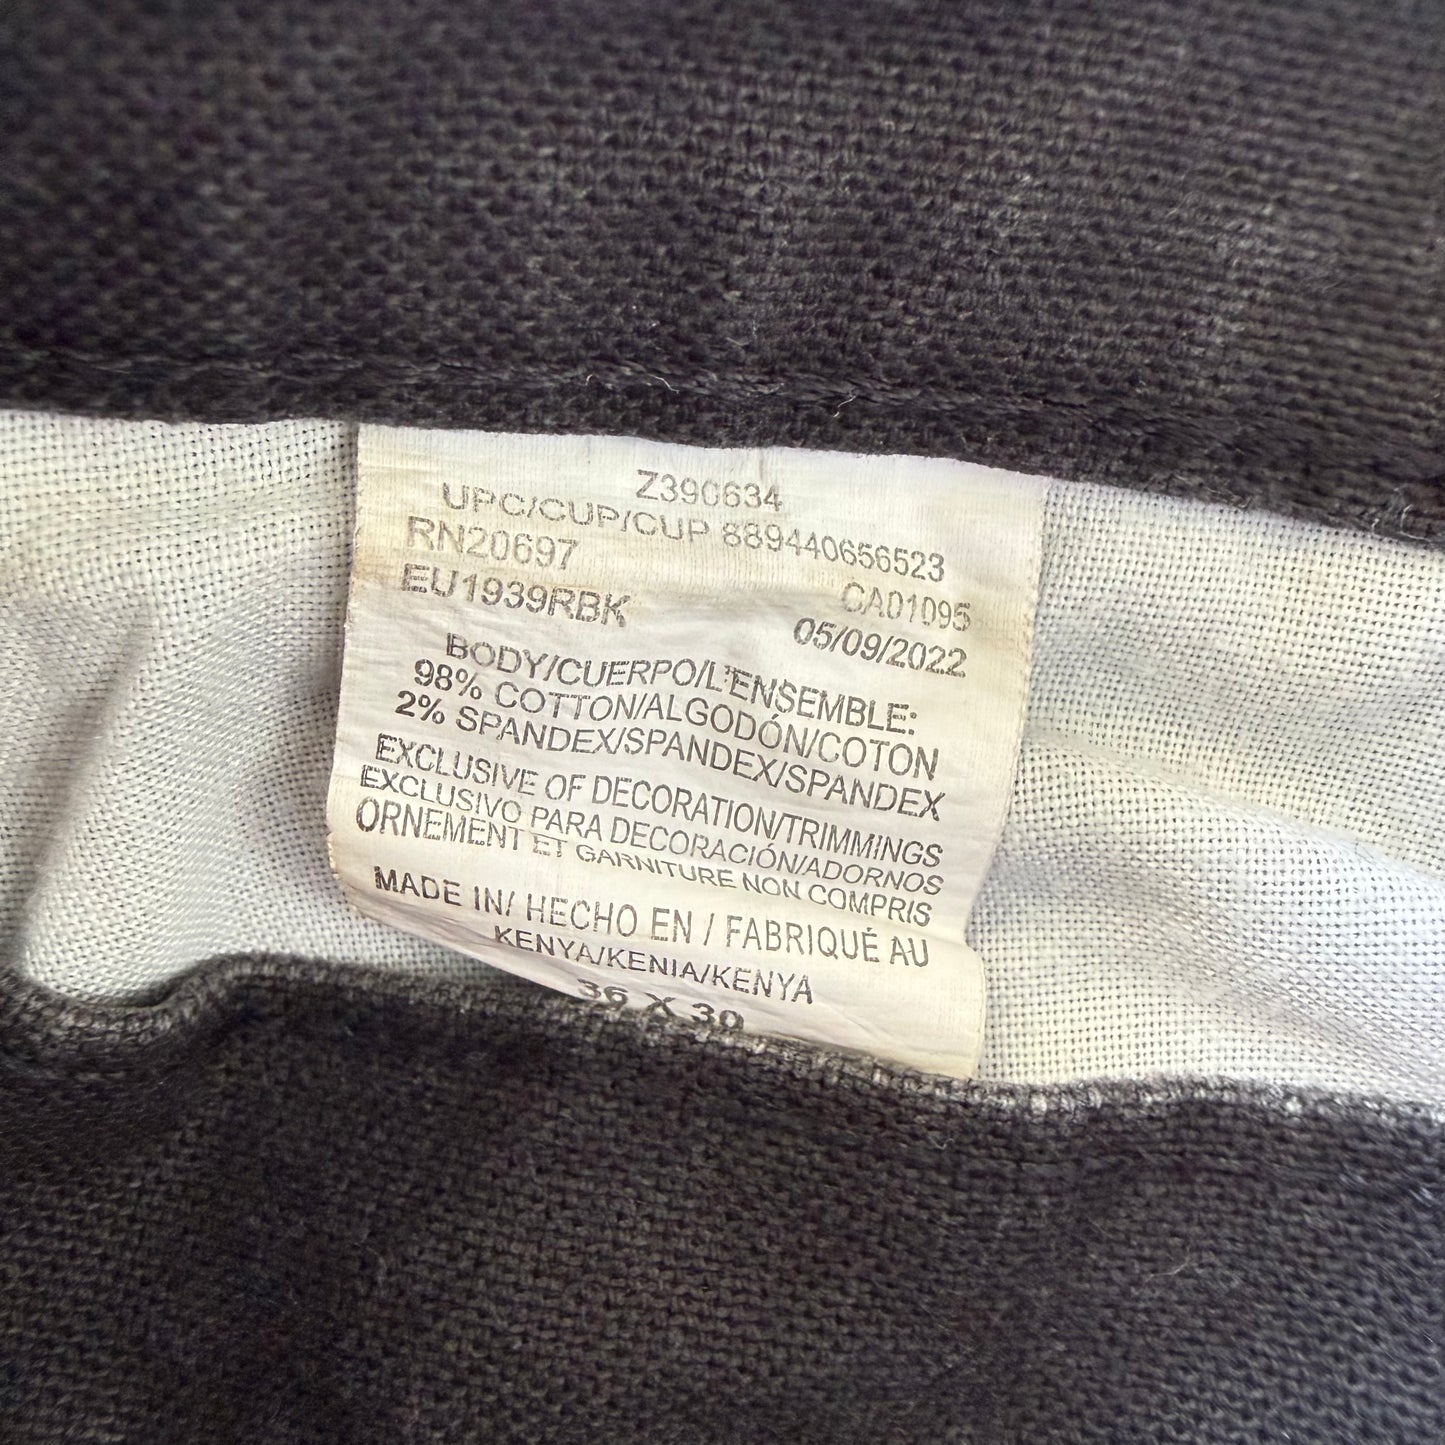 Z390634
UPC/CUP/CUP 889440656523
RN20697
CA01095
EU1939RBK
05/09/2022
BODY/CUERPO/L'ENSEMBLE:
98% COTTON/ALGODÓN/COTON
2% SPANDEX/SPANDEX/SPANDEX
EXCLUSIVE OF DECORATION/TRIMMINGS
EXCLUSIVO PARA DECORACIÓN/ADORNOS
ORNEMENT ET GARNITURE NON COMPRIS
MADE IN/ HECHO EN / FABRIQUÉ AU
KENYA/KENIA/KENYA
36 X 30